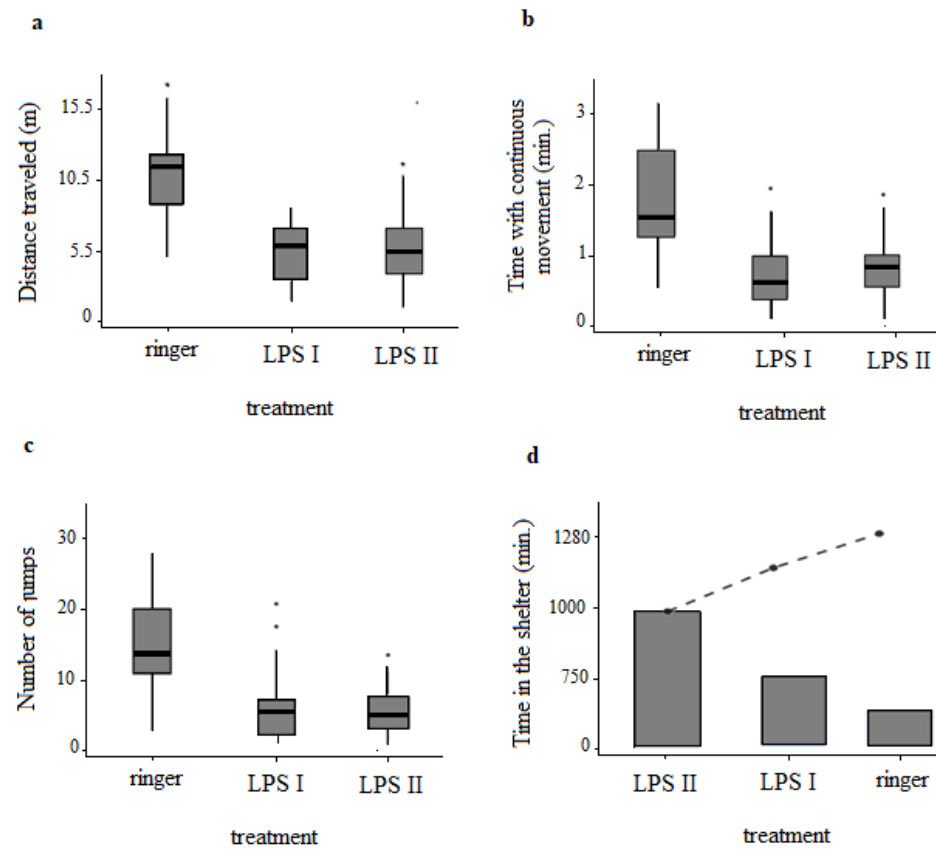 a
Distance traveled (m)
15.5
10.5
5.5
0
ringer
LPS I
LPS II
treatment
b
Time with continuous
movement (min.)
3
2
1
0
ringer
LPS I
LPS II
treatment
c
Number of jumps
30
20
10
0
ringer
LPS I
LPS II
treatment
d
Time in the shelter (min.)
1280
1000
750
0
LPS II
LPS I
ringer
treatment